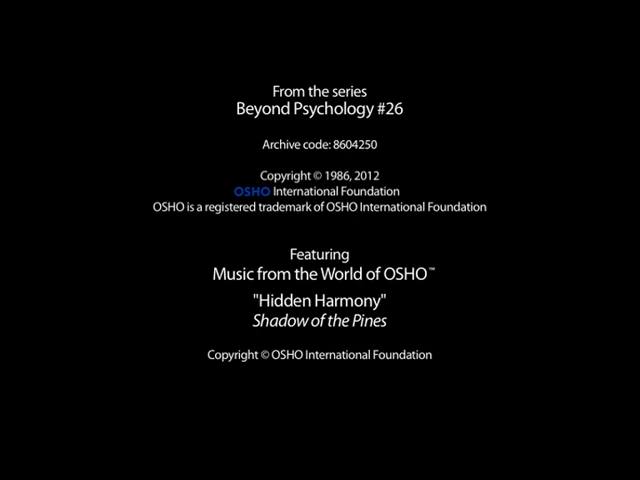 From the series
Beyond Psychology #26
Archive code: 8604250
Copyright © 1986, 2012
OSHO International Foundation
OSHO is a registered trademark of OSHO International Foundation
Featuring
Music from the World of OSHO™
"Hidden Harmony"
Shadow of the Pines
Copyright © OSHO International Foundation